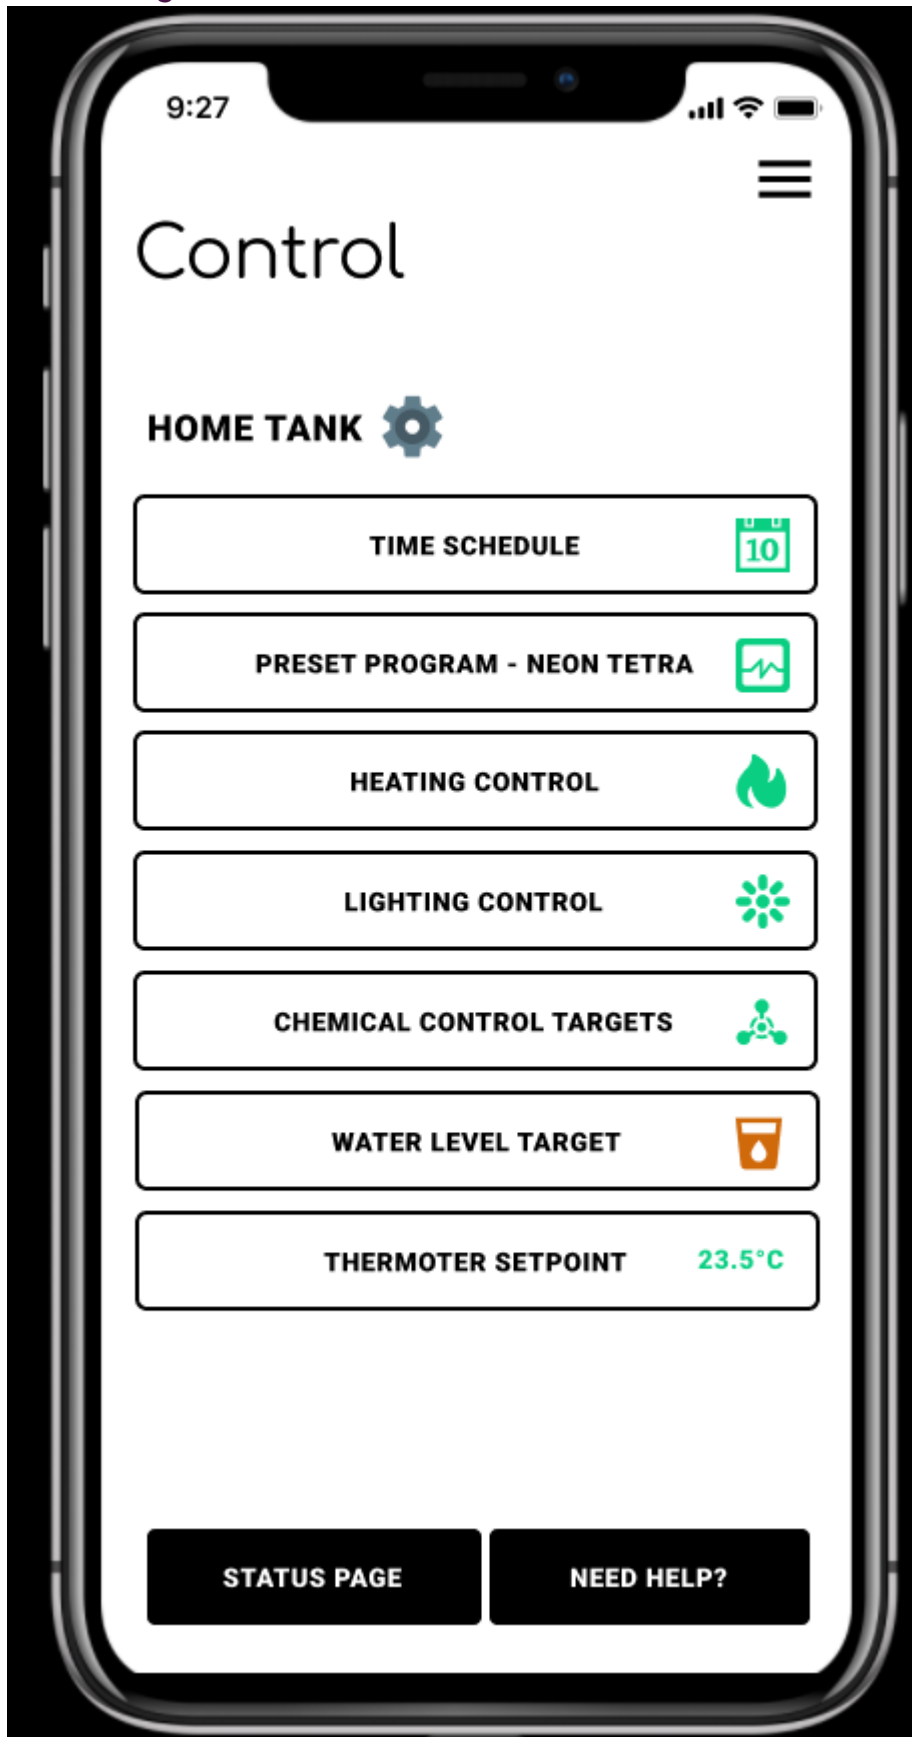 9:27
Control
HOME TANK
TIME SCHEDULE
10
PRESET PROGRAM - NEON TETRA
HEATING CONTROL
LIGHTING CONTROL
CHEMICAL CONTROL TARGETS
WATER LEVEL TARGET
THERMOTER SETPOINT 23.5°C
STATUS PAGE
NEED HELP?